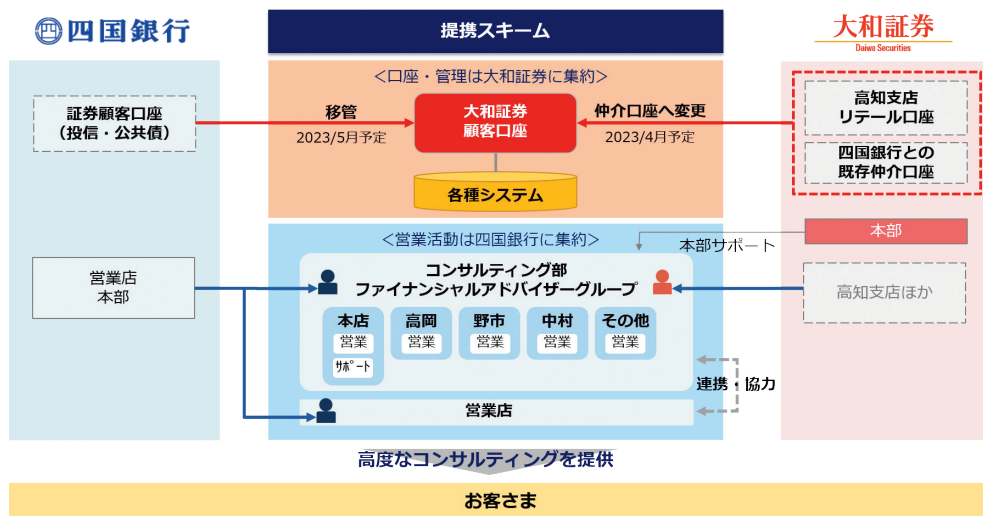 四国銀行
提携スキーム
大和証券
Daiwa Securities
<口座・管理は大和証券に集約>
証券顧客口座
(投信・公共債)
移管
2023/5月予定
大和証券
顧客口座
仲介口座へ変更
2023/4月予定
高知支店
リテール口座
四国銀行との
既存仲介口座
各種システム
<営業活動は四国銀行に集約>
本部サポート
本部
営業店
本部
コンサルティング部
ファイナンシャルアドバイザーグループ
高知支店ほか
本店
営業
サポート
高岡
営業
野市
営業
中村
営業
その他
営業
連携・協力
営業店
高度なコンサルティングを提供
お客さま